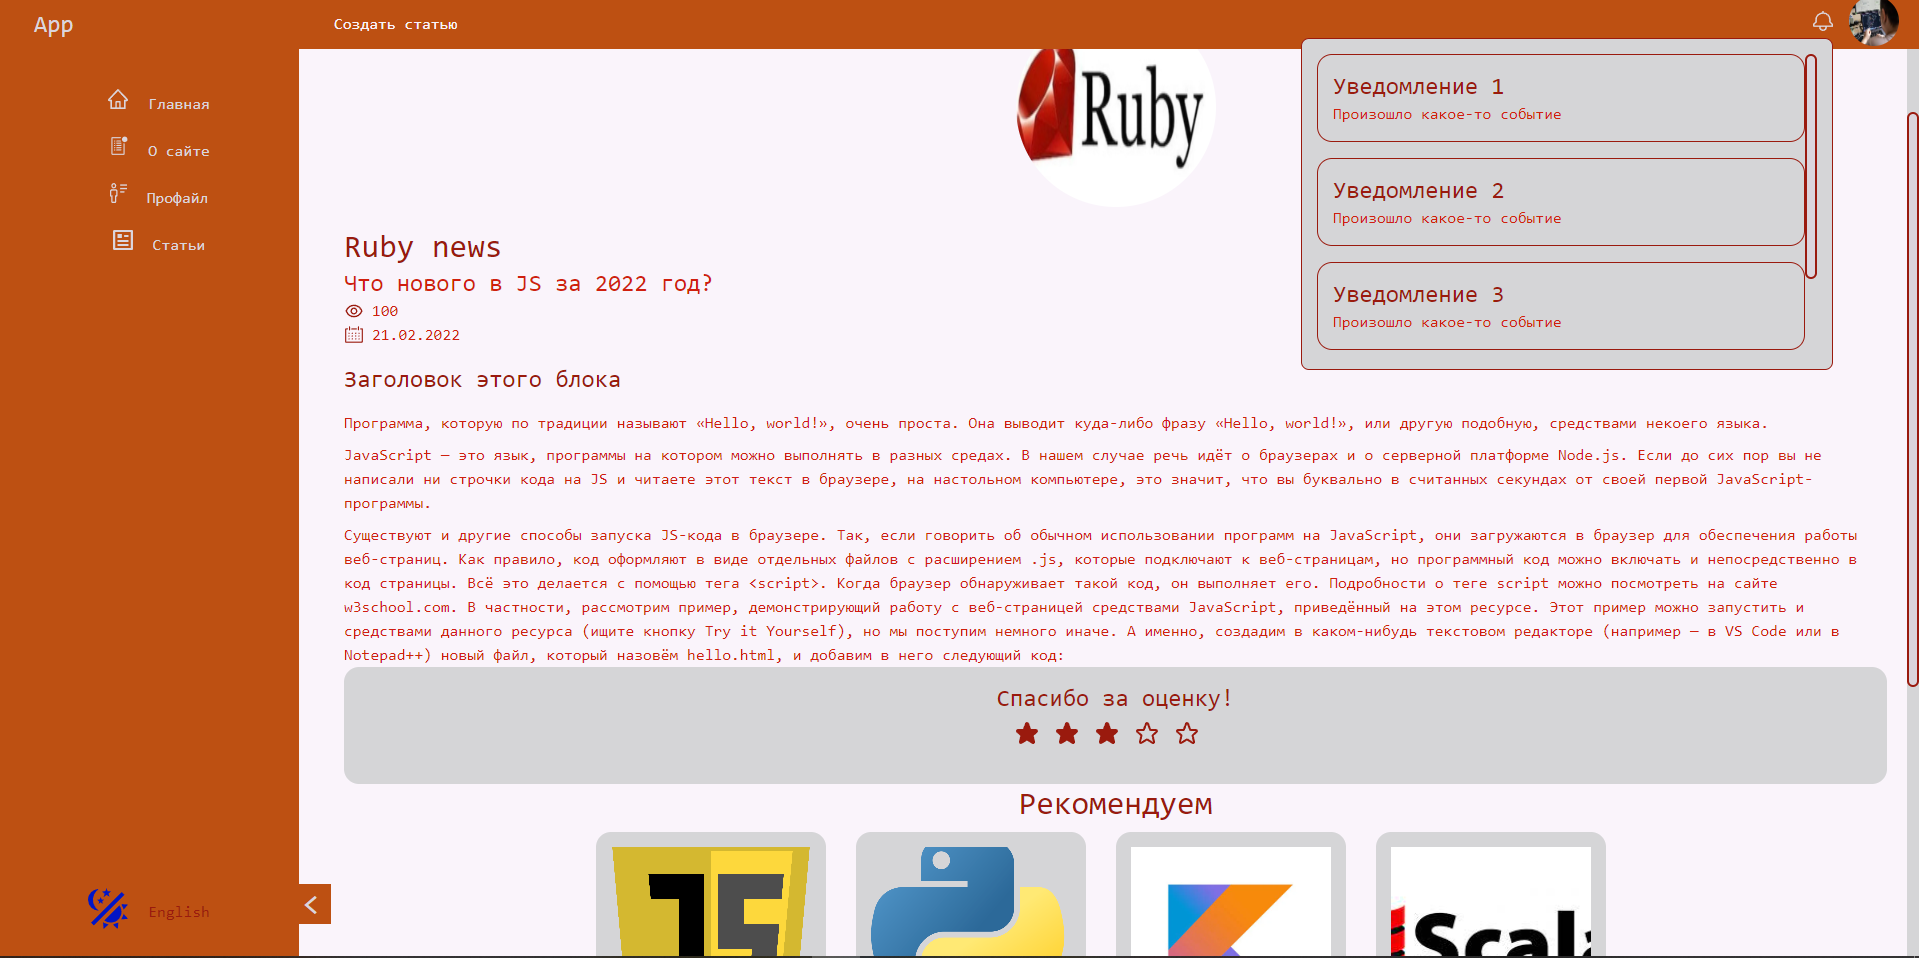 App
Создать статью
Главная
О сайте
Профайл
Статьи
English
Ruby
Уведомление 1
Произошло какое-то событие
Уведомление 2
Произошло какое-то событие
Уведомление 3
Произошло какое-то событие
Ruby news
Что нового в JS за 2022 год?
100
21.02.2022
Заголовок этого блока
Программа, которую по традиции называют «Hello, world!», очень проста. Она выводит куда-либо фразу «Hello, world!», или другую подобную, средствами некоего языка.
JavaScript — это язык, программы на котором можно выполнять в разных средах. В нашем случае речь идёт о браузерах и о серверной платформе Node.js. Если до сих пор вы не
написали ни строчки кода на JS и читаете этот текст в браузере, на настольном компьютере, это значит, что вы буквально в считанных секундах от своей первой JavaScript-
программы.
Существуют и другие способы запуска JS-кода в браузере. Так, если говорить об обычном использовании программ на JavaScript, они загружаются в браузер для обеспечения работы
веб-страниц. Как правило, код оформляют в виде отдельных файлов с расширением .js, которые подключают к веб-страницам, но программный код можно включать и непосредственно в
код страницы. Всё это делается с помощью тега <script>. Когда браузер обнаруживает такой код, он выполняет его. Подробности о теге script можно посмотреть на сайте
w3school.com. В частности, рассмотрим пример, демонстрирующий работу с веб-страницей средствами JavaScript, приведённый на этом ресурсе. Этот пример можно запустить и
средствами данного ресурса (ищите кнопку Try it Yourself), но мы поступим немного иначе. А именно, создадим в каком-нибудь текстовом редакторе (например — в VS Code или в
Notepad++) новый файл, который назовём hello.html, и добавим в него следующий код:
Спасибо за оценку!
Рекомендуем
JS
Scala